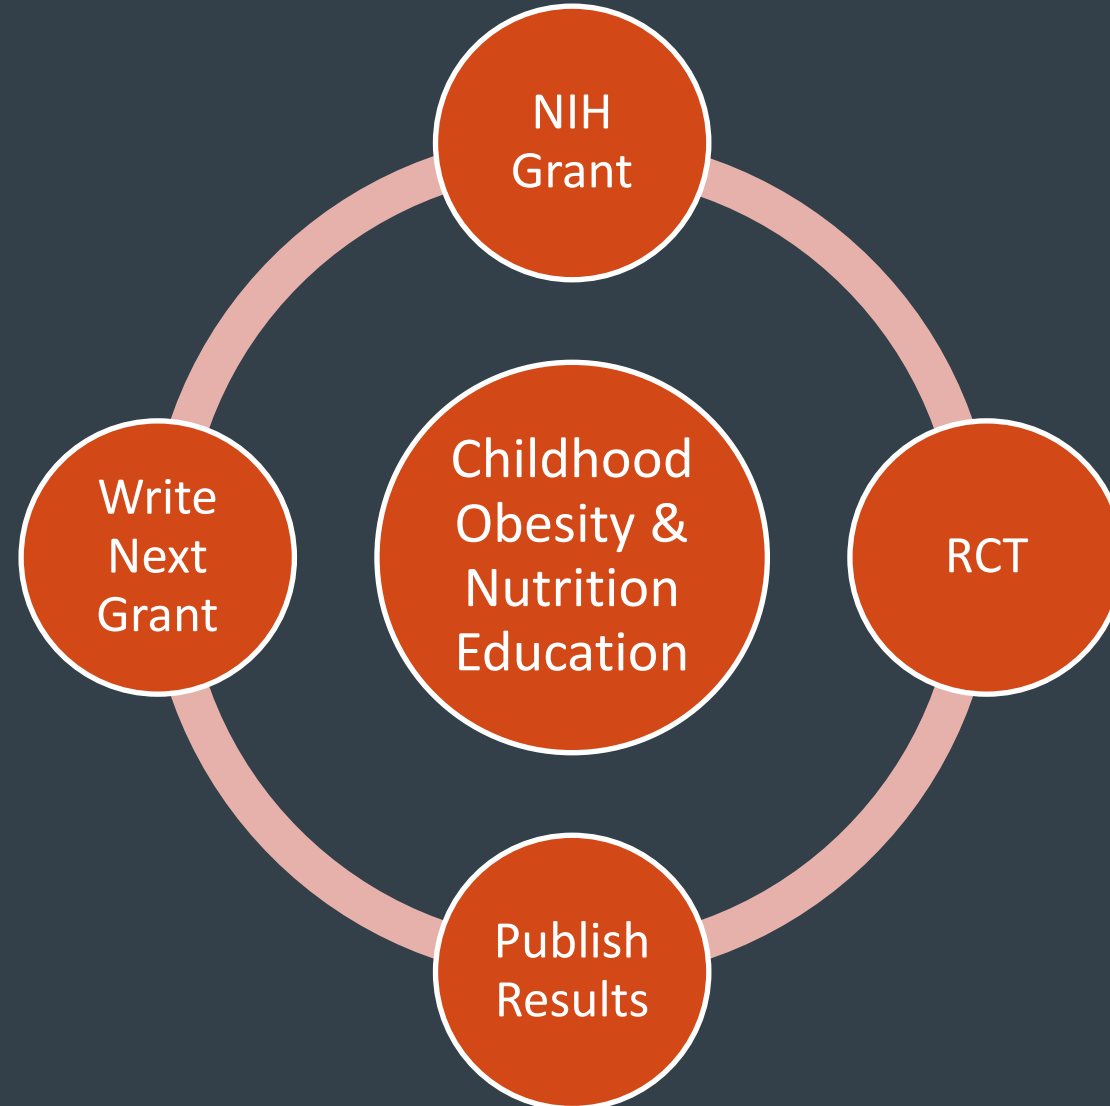 NIH
Grant
Childhood
Obesity &
Nutrition
Education
RCT
Publish
Results
Write
Next
Grant